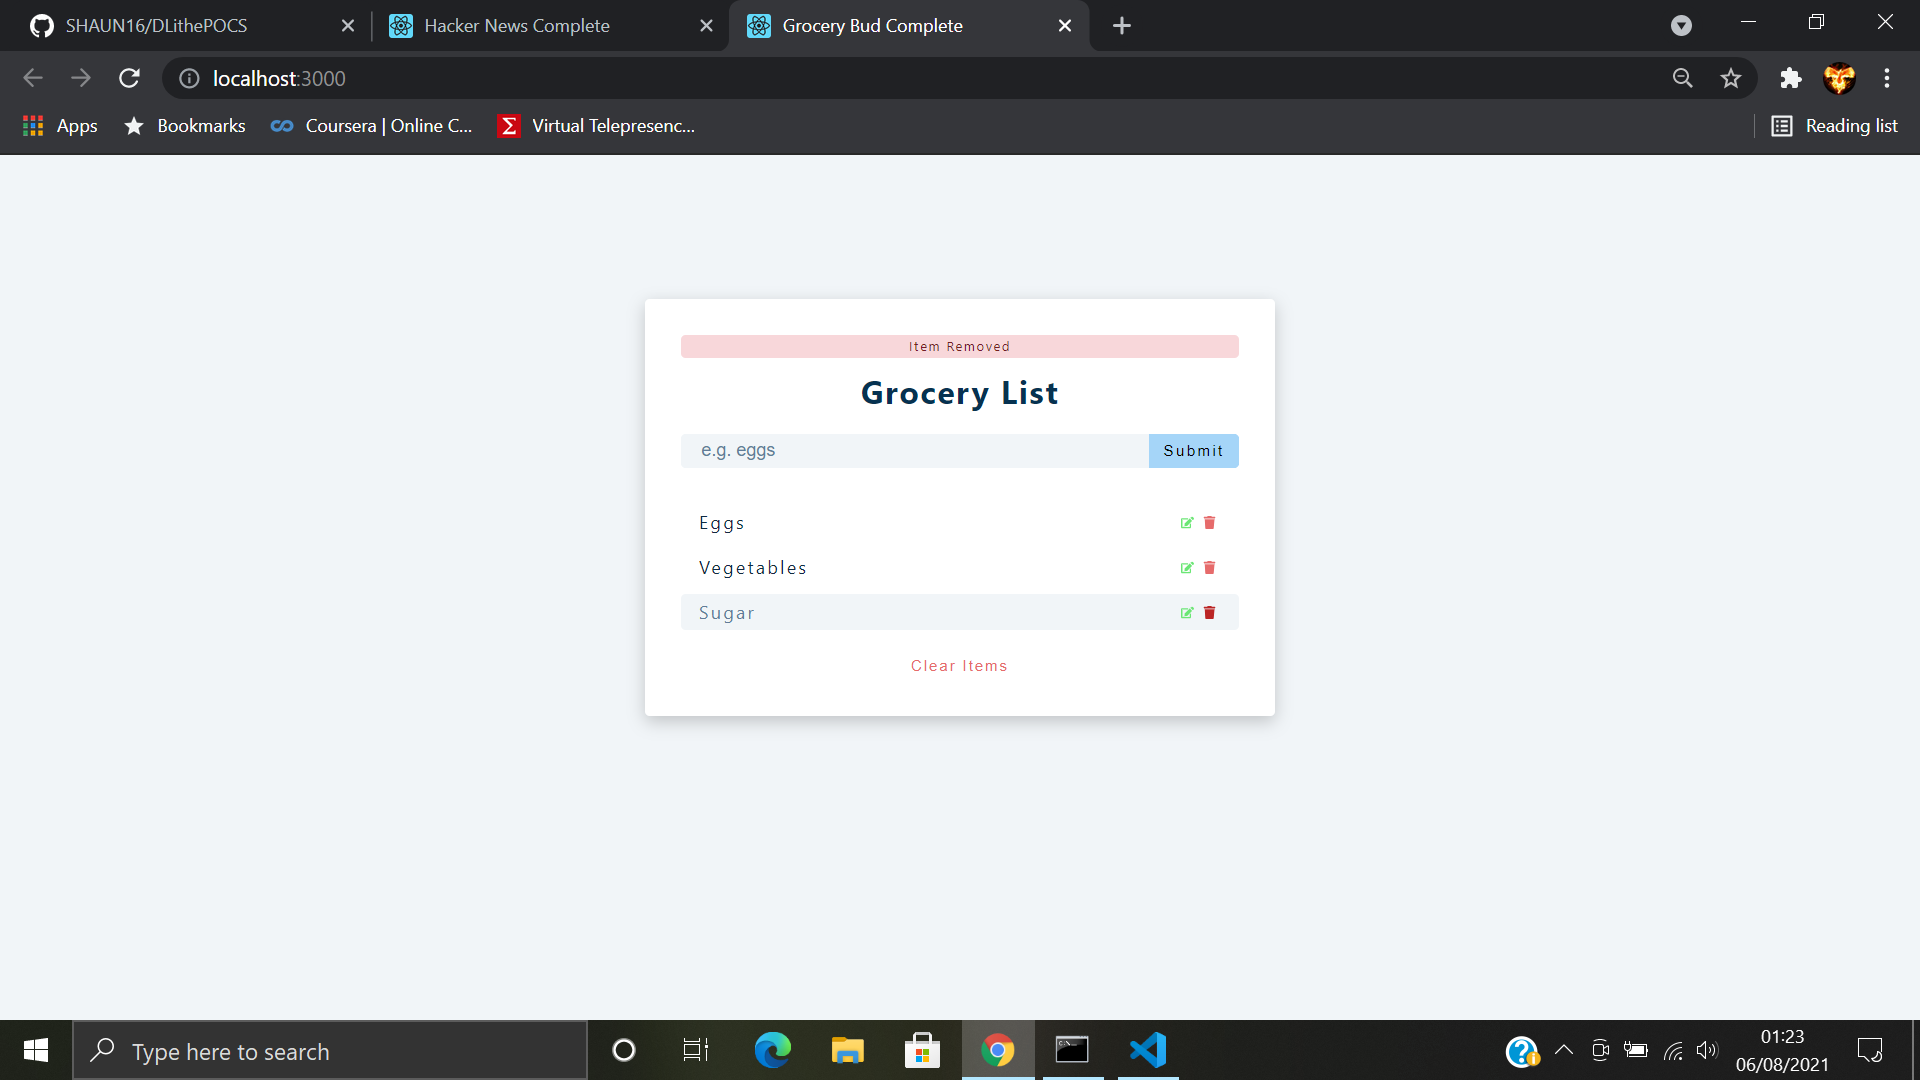 SHAUN16/DLithePOCS
Hacker News Complete
Grocery Bud Complete
localhost:3000
Apps
Bookmarks
Coursera | Online C...
Virtual Telepresenc...
Reading list
Item Removed
Grocery List
e.g. eggs
Submit
Eggs
Vegetables
Sugar
Clear Items
Type here to search
01:23
06/08/2021